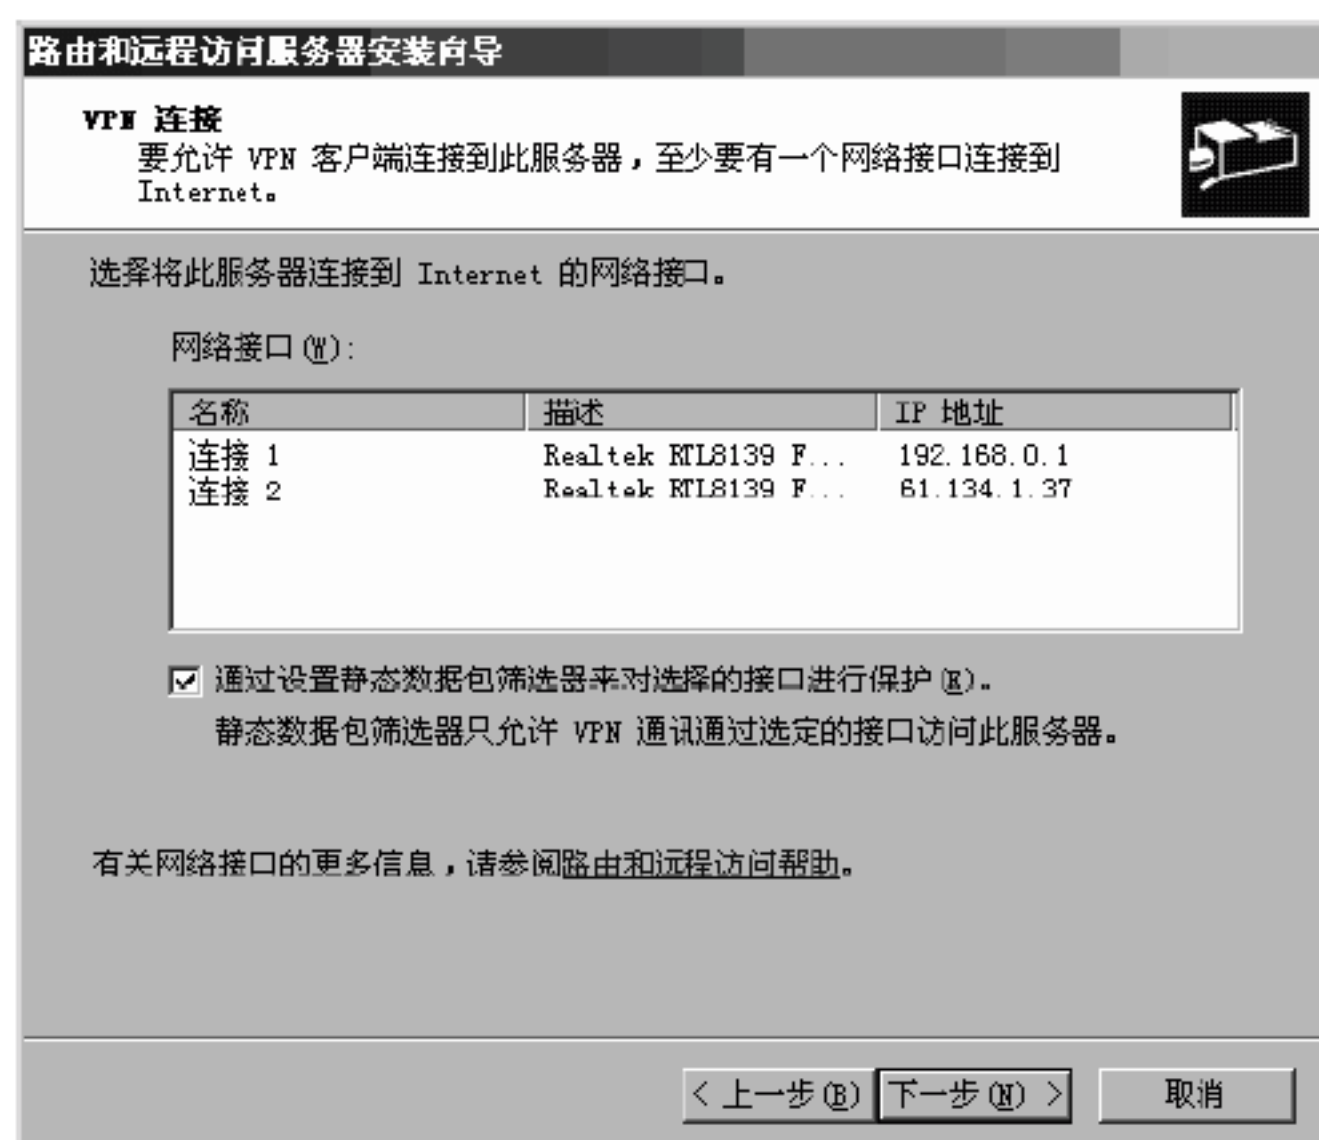 路由和远程访问服务器安装向导
VPN 连接
要允许 VPN 客户端连接到此服务器，至少要有一个网络接口连接到
Internet。
选择将此服务器连接到 Internet 的网络接口。
网络接口(W):
名称 描述 IP 地址
连接 1 Realtek RTL8139 F... 192.168.0.1
连接 2 Realtek RTL8139 F... 61.134.1.37
通过设置静态数据包筛选器来对选择的接口进行保护(E)。
静态数据包筛选器只允许 VPN 通讯通过选定的接口访问此服务器。
有关网络接口的更多信息，请参阅路由和远程访问帮助。
< 上一步(B) 下一步(N) > 取消